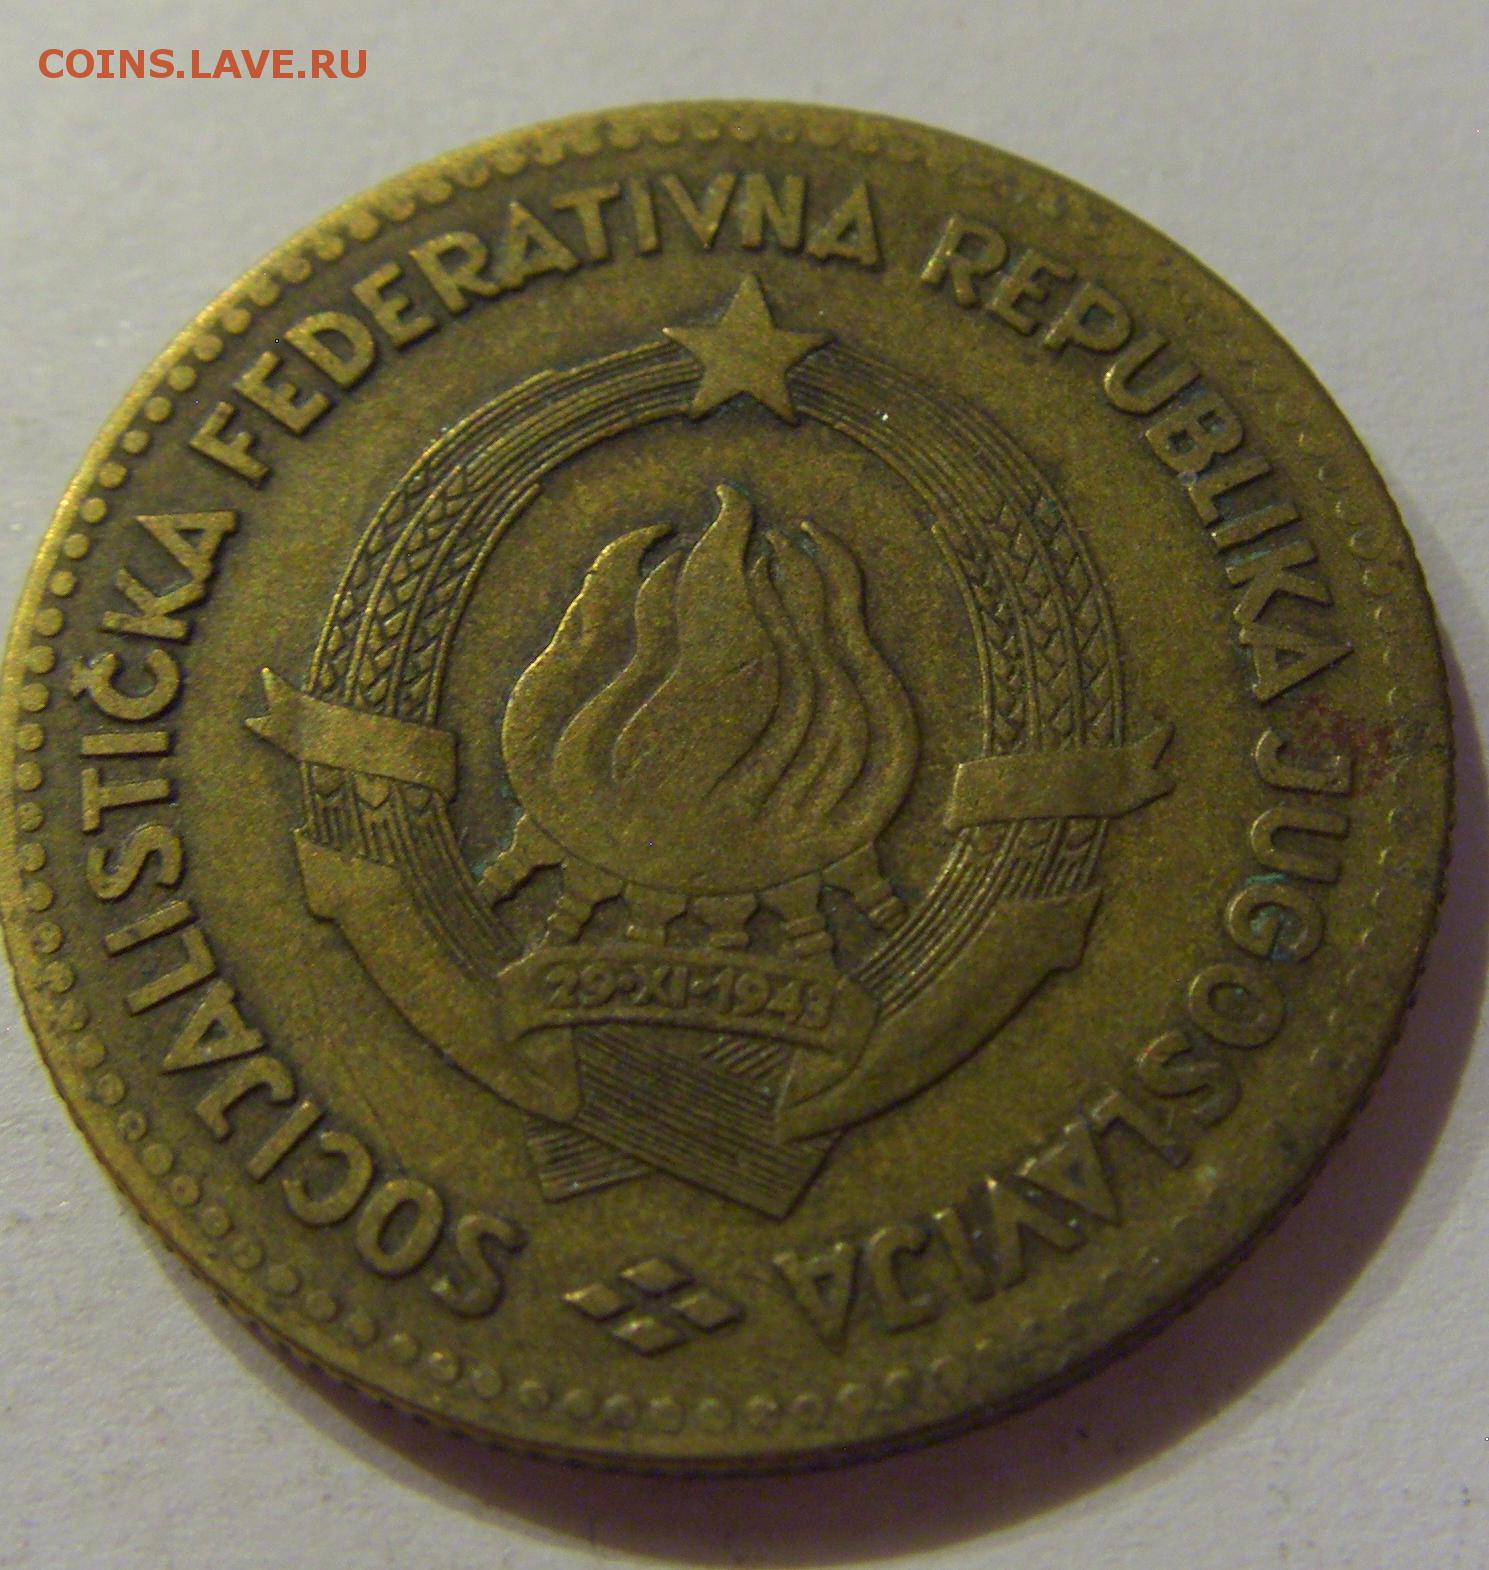 COINS.LAVE.RU
SOCIJALISTIČKA FEDERATIVNA REPUBLIKA JUGOSLAVIJA
29•XI•1943